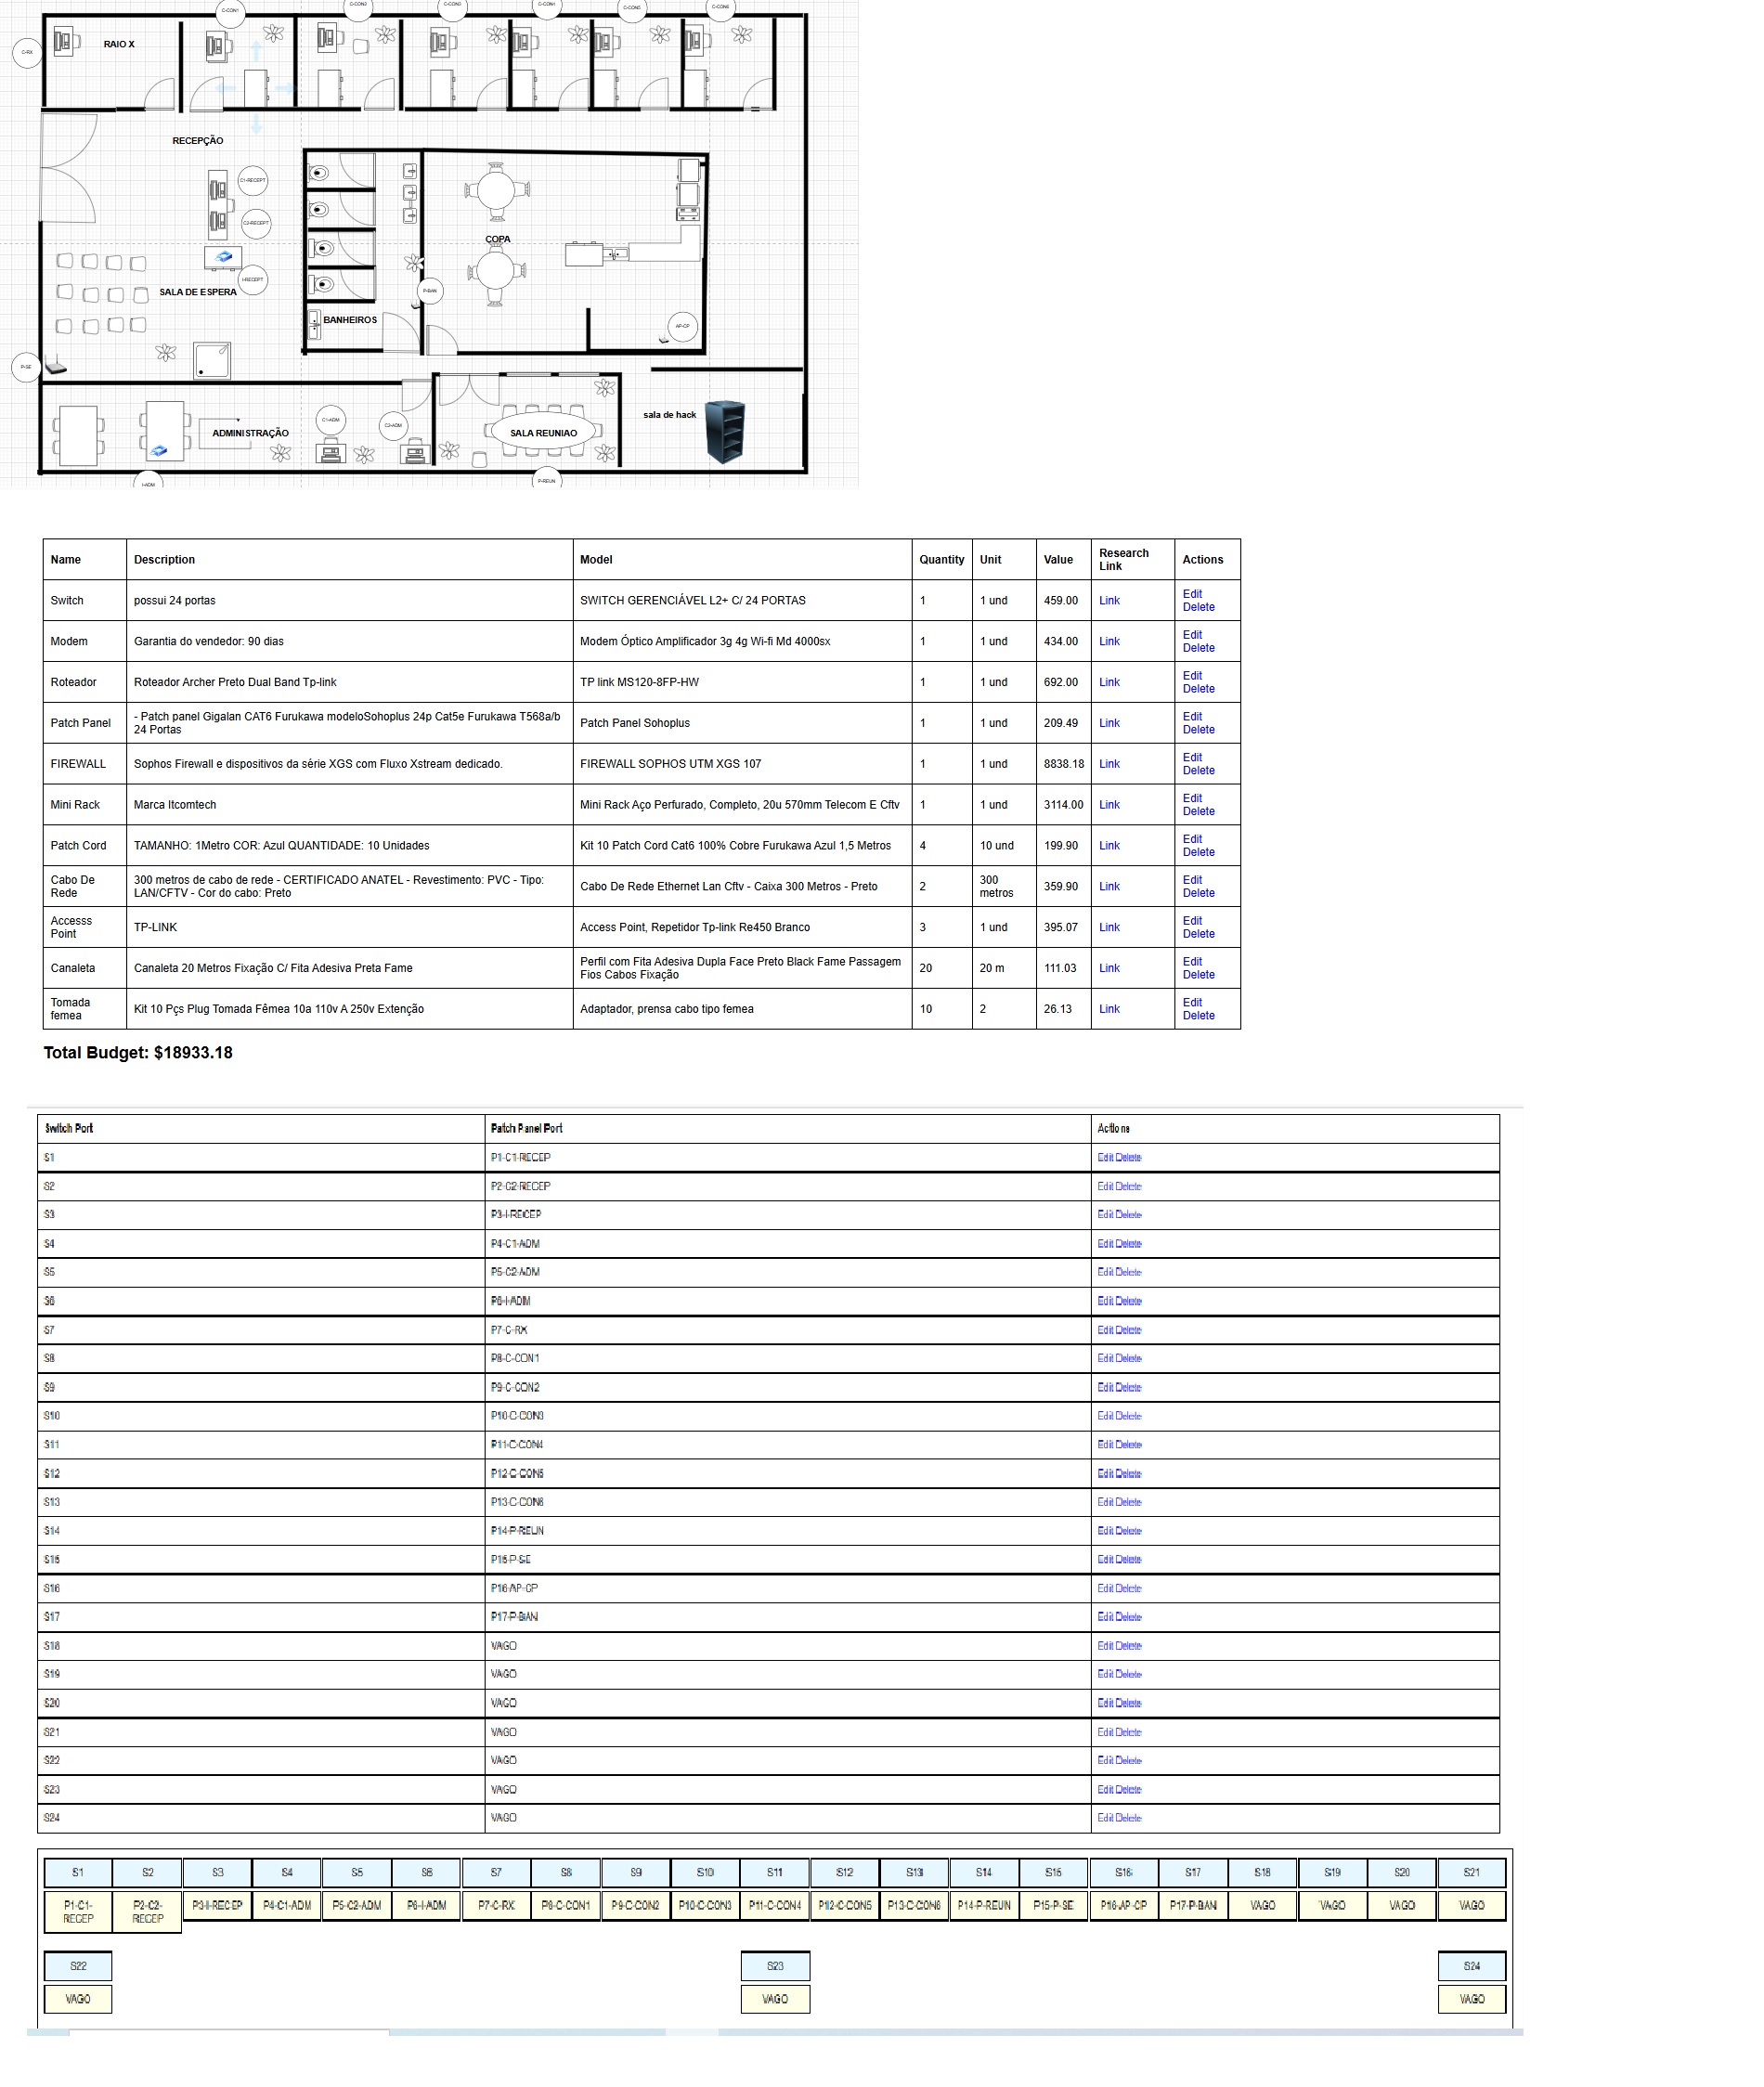 C-CON1
C-CON2
C-CON3
C-CON4
C-CON5
C-CON6
C-RX
RAIO X
RECEPÇÃO
C1-RECEPT
C2-RECEPT
COPA
I-RECEPT
SALA DE ESPERA
P-BAN
BANHEIROS
AP-CP
P-SE
sala de hack
C1-ADM
C2-ADM
ADMINISTRAÇÃO
SALA REUNIAO
I-ADM
P-REUN
Name Description Model Quantity Unit Value Research Link Actions
Switch possui 24 portas SWITCH GERENCIÁVEL L2+ C/ 24 PORTAS 1 1 und 459.00 Link Edit Delete
Modem Garantia do vendedor: 90 dias Modem Óptico Amplificador 3g 4g Wi-fi Md 4000sx 1 1 und 434.00 Link Edit Delete
Roteador Roteador Archer Preto Dual Band Tp-link TP link MS120-8FP-HW 1 1 und 692.00 Link Edit Delete
Patch Panel - Patch panel Gigalan CAT6 Furukawa modeloSohoplus 24p Cat5e Furukawa T568a/b 24 Portas Patch Panel Sohoplus 1 1 und 209.49 Link Edit Delete
FIREWALL Sophos Firewall e dispositivos da série XGS com Fluxo Xstream dedicado. FIREWALL SOPHOS UTM XGS 107 1 1 und 8838.18 Link Edit Delete
Mini Rack Marca Itcomtech Mini Rack Aço Perfurado, Completo, 20u 570mm Telecom E Cftv 1 1 und 3114.00 Link Edit Delete
Patch Cord TAMANHO: 1Metro COR: Azul QUANTIDADE: 10 Unidades Kit 10 Patch Cord Cat6 100% Cobre Furukawa Azul 1,5 Metros 4 10 und 199.90 Link Edit Delete
Cabo De Rede 300 metros de cabo de rede - CERTIFICADO ANATEL - Revestimento: PVC - Tipo: LAN/CFTV - Cor do cabo: Preto Cabo De Rede Ethernet Lan Cftv - Caixa 300 Metros - Preto 2 300 metros 359.90 Link Edit Delete
Accesss Point TP-LINK Access Point, Repetidor Tp-link Re450 Branco 3 1 und 395.07 Link Edit Delete
Canaleta Canaleta 20 Metros Fixação C/ Fita Adesiva Preta Fame Perfil com Fita Adesiva Dupla Face Preto Black Fame Passagem Fios Cabos Fixação 20 20 m 111.03 Link Edit Delete
Tomada femea Kit 10 Pçs Plug Tomada Fêmea 10a 110v A 250v Extenção Adaptador, prensa cabo tipo femea 10 2 26.13 Link Edit Delete
Total Budget: $18933.18
Switch Port Patch Panel Port Actions
S1 P1-C1-RECEP Edit Delete
S2 P2-C2-RECEP Edit Delete
S3 P3-I-RECEP Edit Delete
S4 P4-C1-ADM Edit Delete
S5 P5-C2-ADM Edit Delete
S6 P6-I-ADM Edit Delete
S7 P7-C-RX Edit Delete
S8 P8-C-CON1 Edit Delete
S9 P9-C-CON2 Edit Delete
S10 P10-C-CON3 Edit Delete
S11 P11-C-CON4 Edit Delete
S12 P12-C-CON5 Edit Delete
S13 P13-C-CON6 Edit Delete
S14 P14-P-REUN Edit Delete
S15 P15-P-SE Edit Delete
S16 P16-AP-CP Edit Delete
S17 P17-P-BAN Edit Delete
S18 VAGO Edit Delete
S19 VAGO Edit Delete
S20 VAGO Edit Delete
S21 VAGO Edit Delete
S22 VAGO Edit Delete
S23 VAGO Edit Delete
S24 VAGO Edit Delete
S1 S2 S3 S4 S5 S6 S7 S8 S9 S10 S11 S12 S13 S14 S15 S16 S17 S18 S19 S20 S21
P1-C1-RECEP P2-C2-RECEP P3-I-RECEP P4-C1-ADM P5-C2-ADM P6-I-ADM P7-C-RX P8-C-CON1 P9-C-CON2 P10-C-CON3 P11-C-CON4 P12-C-CON5 P13-C-CON6 P14-P-REUN P15-P-SE P16-AP-CP P17-P-BAN VAGO VAGO VAGO VAGO
S22 S23 S24
VAGO VAGO VAGO